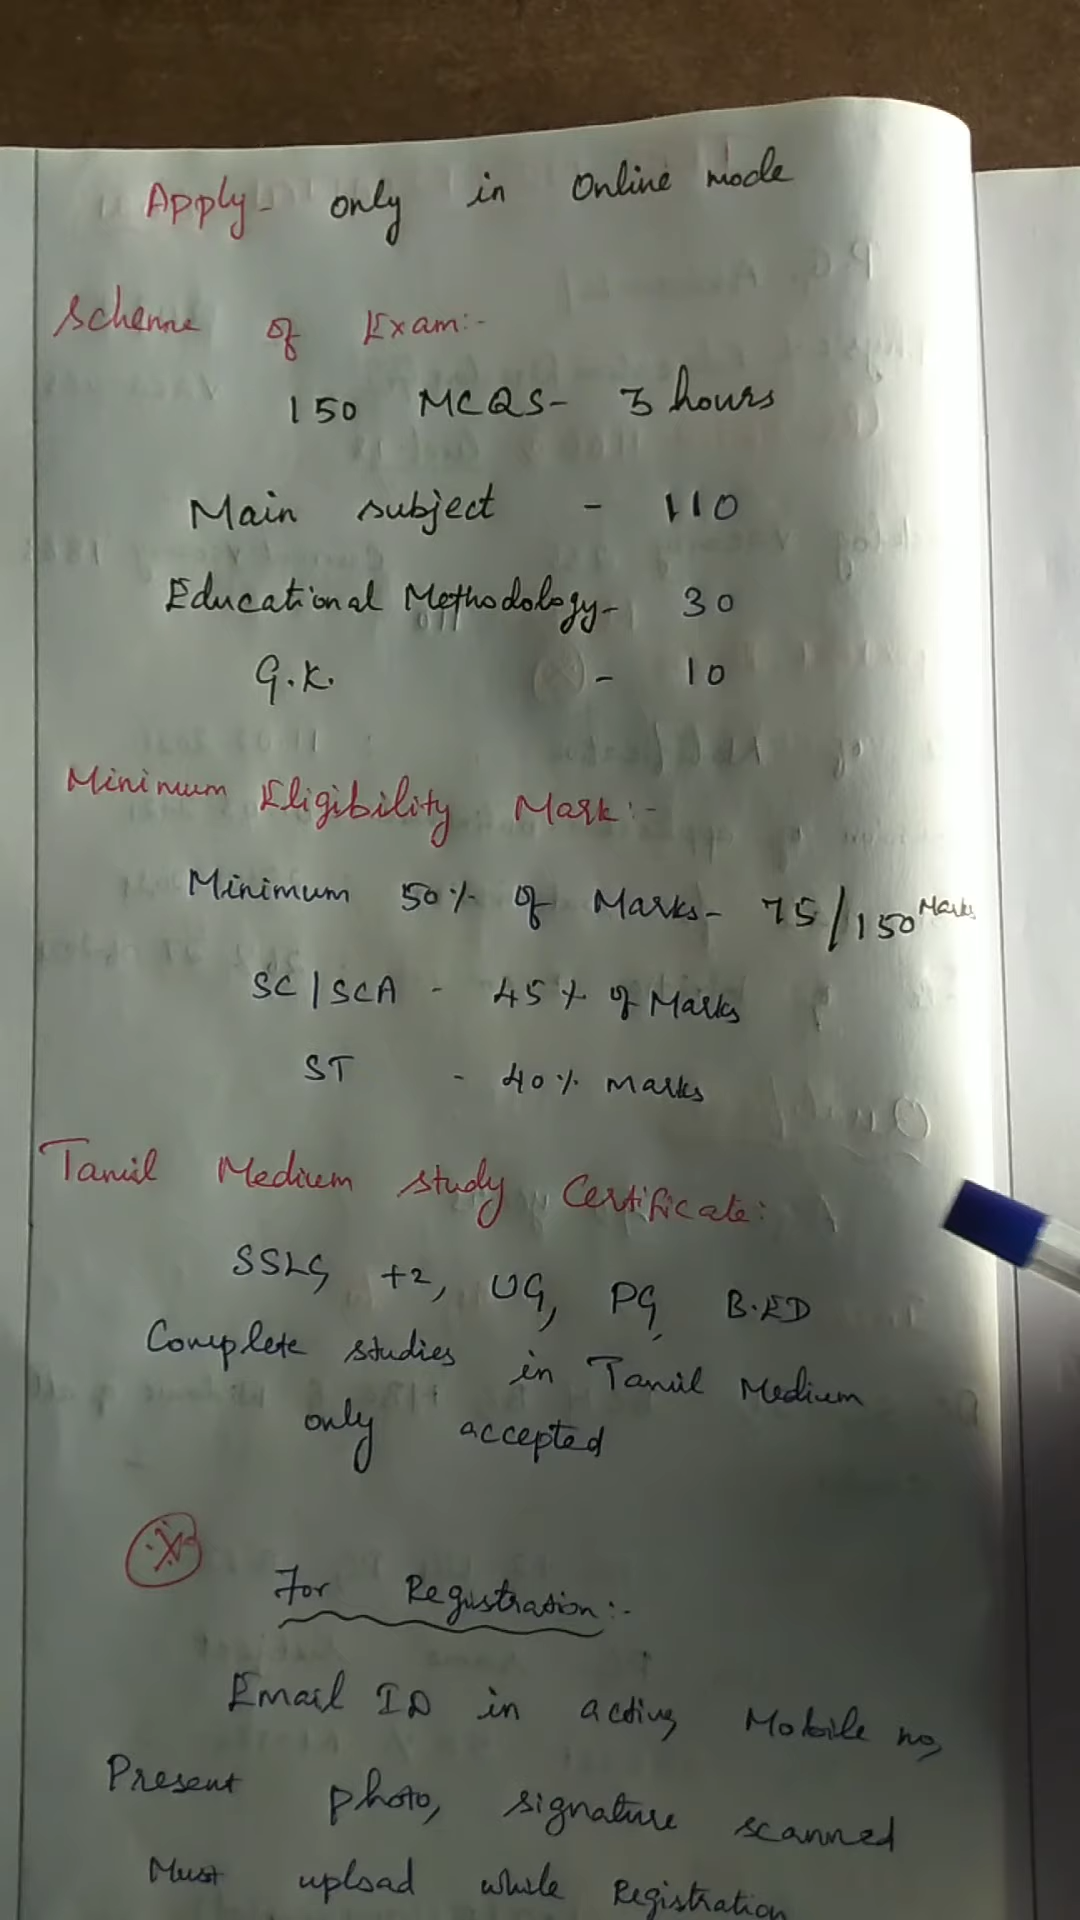 Apply - only in Online mode
Scheme of Exam:-
150 MCQS - 3 hours
Main subject - 110
Educational Methodology - 30
G.K. - 10
Minimum Eligibility Mark:-
Minimum 50% of Marks - 75/150 Marks
SC/SCA - 45% of Marks
ST - 40% Marks
Tamil Medium study Certificate:
SSLC, +2, UG, PG, B.ED
Complete studies in Tamil Medium
only accepted
For Registration:-
Email ID in active, Mobile no,
Present photo, signature scanned
Must upload while Registration